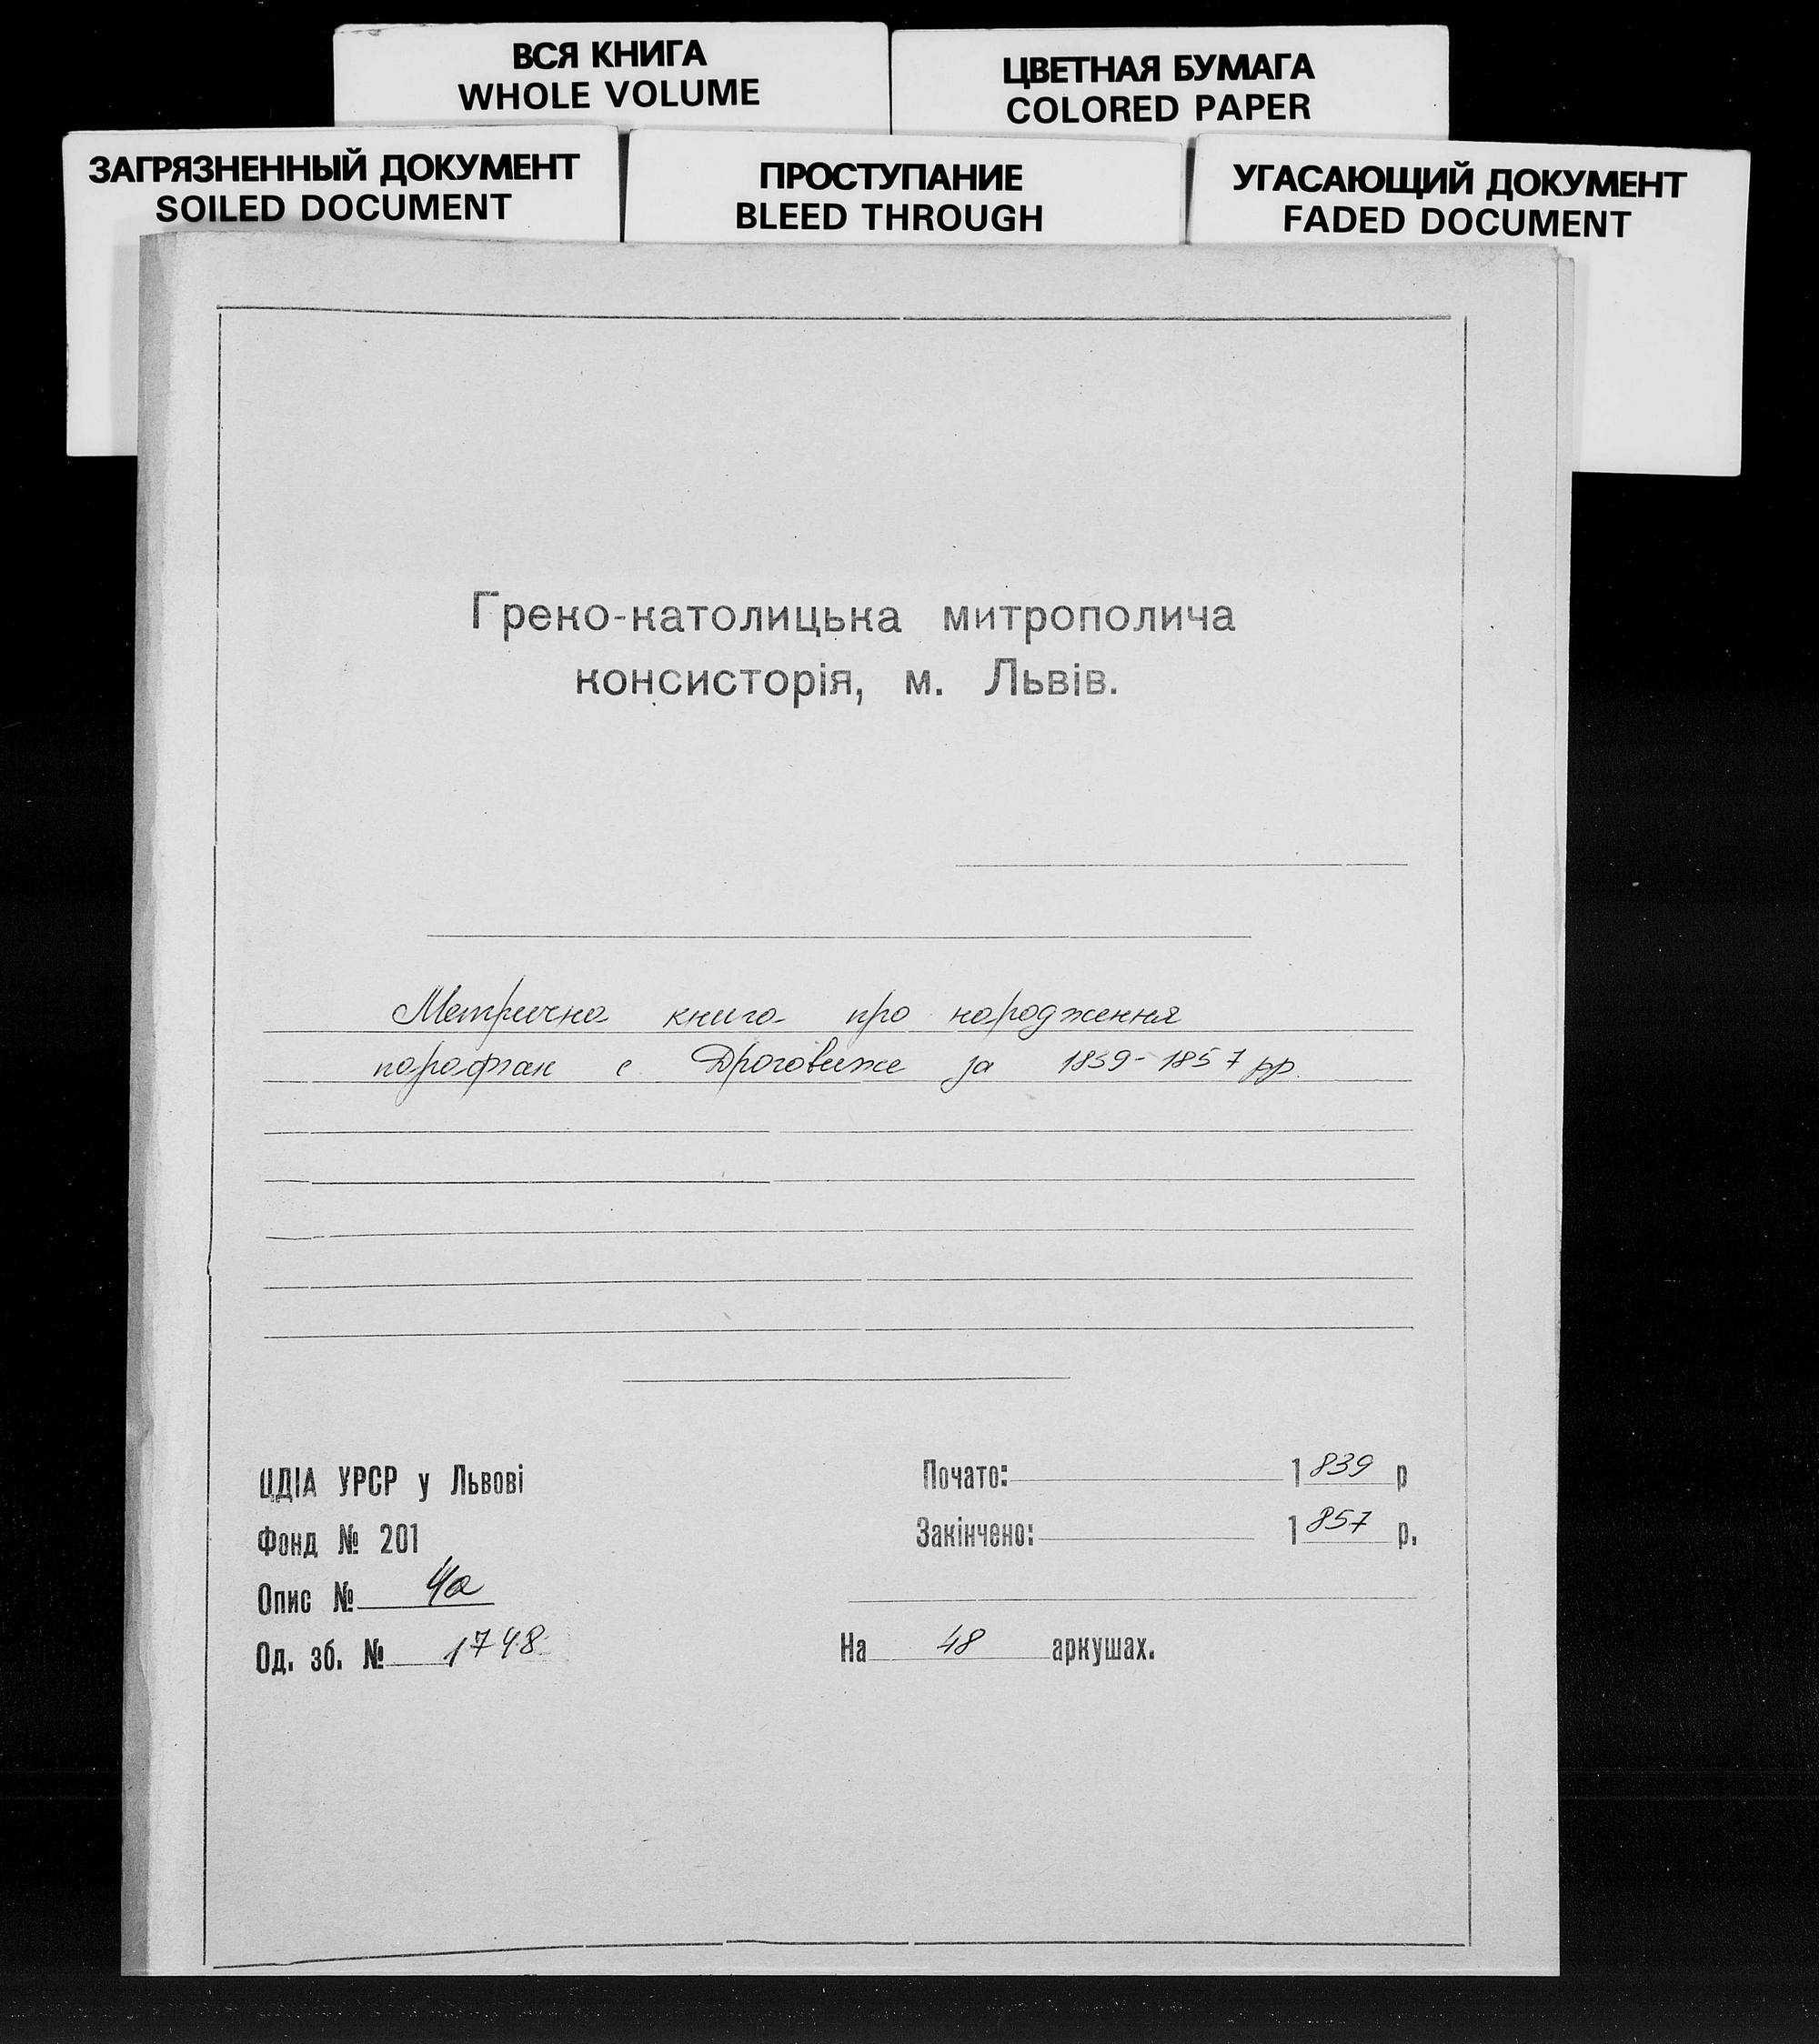 ВСЯ КНИГА
WHOLE VOLUME
ЦВЕТНАЯ БУМАГА
COLORED PAPER
ЗАГРЯЗНЕННЫЙ ДОКУМЕНТ
SOILED DOCUMENT
ПРОСТУПАНИЕ
BLEED THROUGH
УГАСАЮЩИЙ ДОКУМЕНТ
FADED DOCUMENT
Греко-католицька митрополича
консисторія, м. Львів.
Метрична книга про народження
парафіян с Дроговиже за 1839-1857 рр.
ЦДІА УРСР у Львові
Фонд № 201
Опис № 4а
Од. зб. № 1748
Почато: 1839 р
Закінчено: 1857 р.
На 48 аркушах.